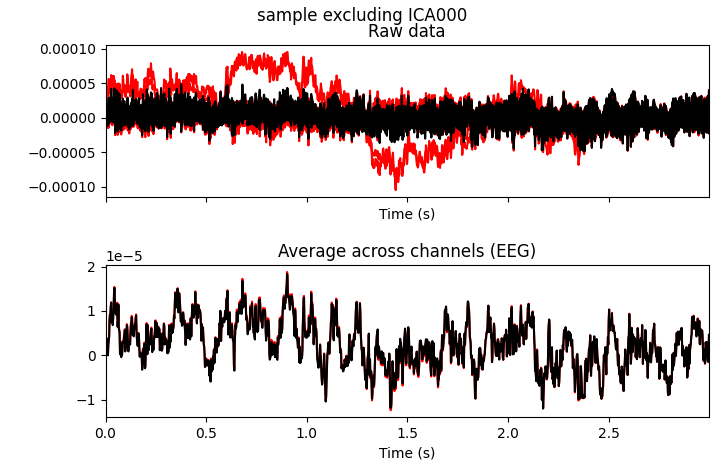 sample excluding ICA000
Raw data
0.00010
0.00005
0.00000
−0.00005
−0.00010
Time (s)
Average across channels (EEG)
1e−5
2
1
0
−1
0.0 0.5 1.0 1.5 2.0 2.5
Time (s)